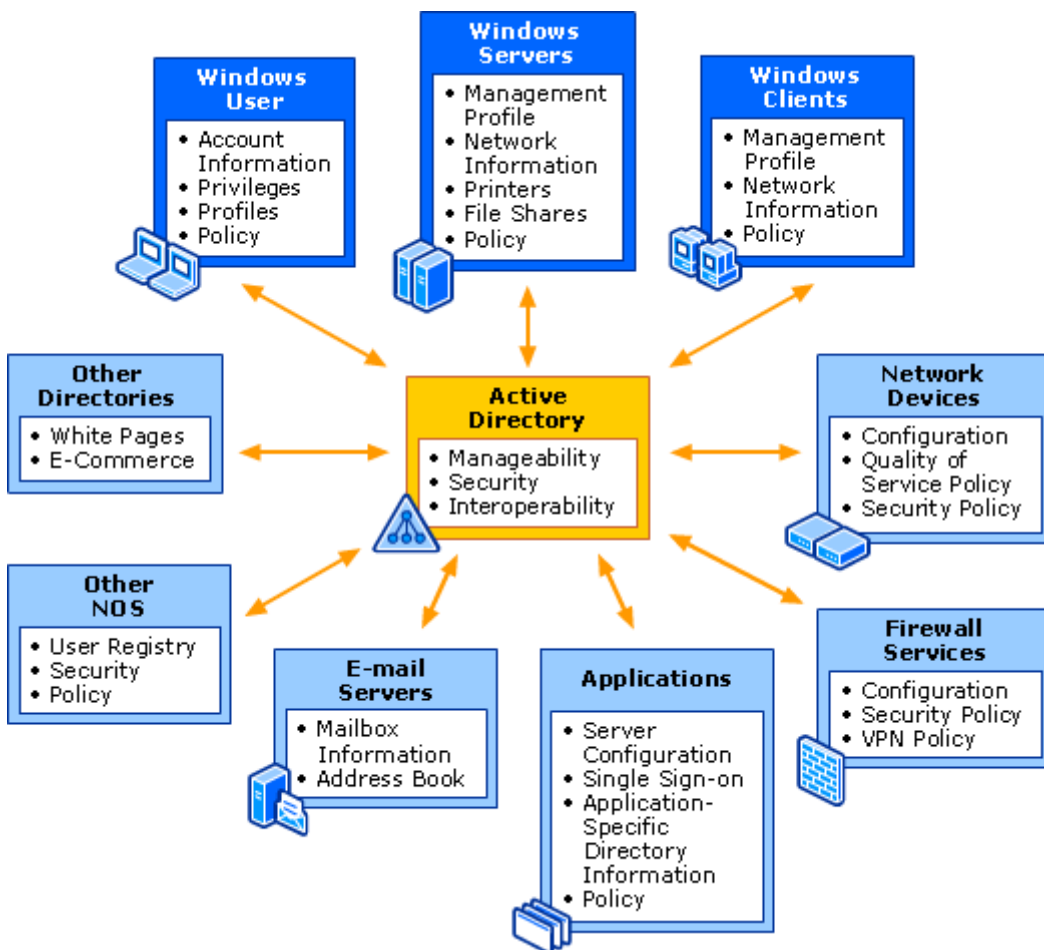 Windows
User
• Account
Information
• Privileges
• Profiles
• Policy
Windows
Servers
• Management
Profile
• Network
Information
• Printers
• File Shares
• Policy
Windows
Clients
• Management
Profile
• Network
Information
• Policy
Other
Directories
• White Pages
• E-Commerce
Active
Directory
• Manageability
• Security
• Interoperability
Network
Devices
• Configuration
• Quality of
Service Policy
• Security Policy
Other
NOS
• User Registry
• Security
• Policy
E-mail
Servers
• Mailbox
Information
• Address Book
Applications
• Server
Configuration
• Single Sign-on
• Application-
Specific
Directory
Information
• Policy
Firewall
Services
• Configuration
• Security Policy
• VPN Policy